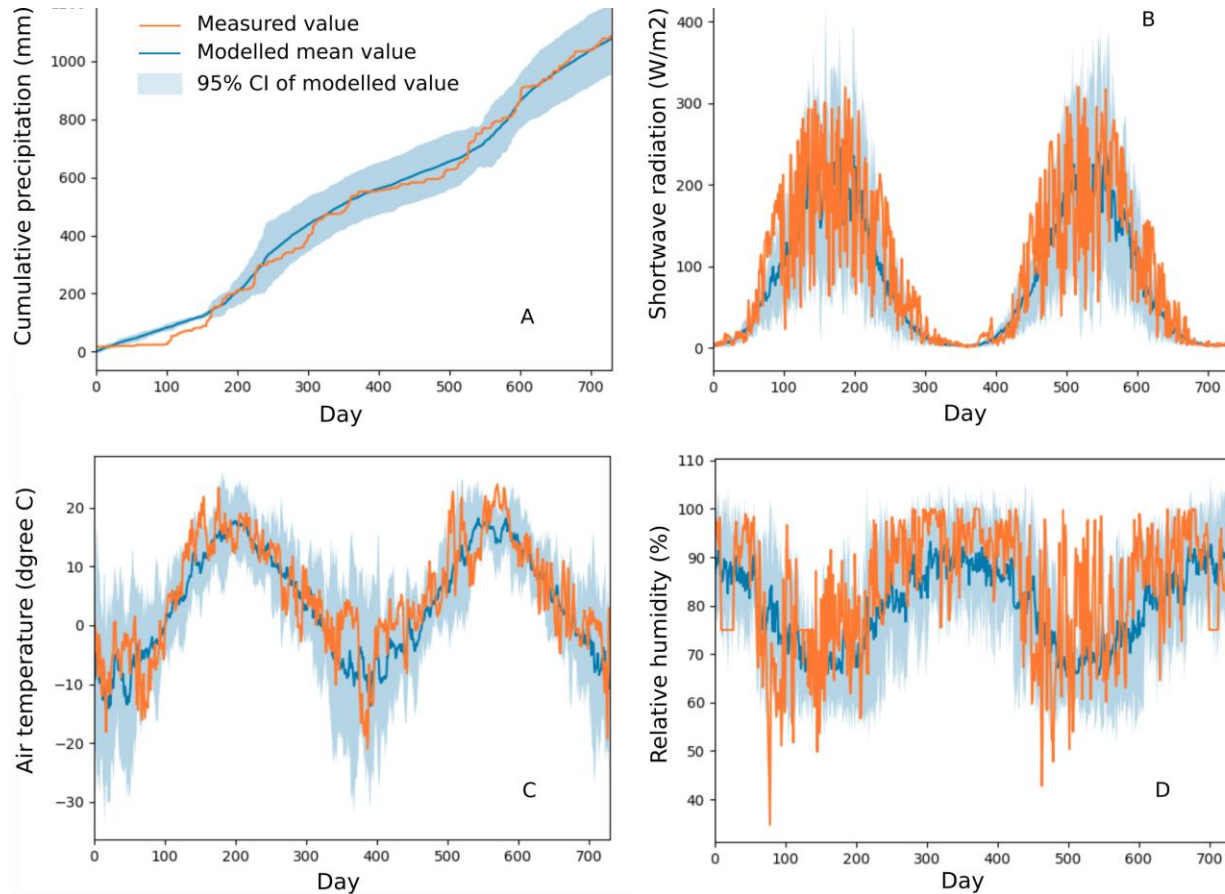 1200
1000
800
600
400
200
0
Cumulative precipitation (mm)
Measured value
Modelled mean value
95% CI of modelled value
A
0 100 200 300 400 500 600 700
Day
Shortwave radiation (W/m2)
400
300
200
100
0
B
0 100 200 300 400 500 600 700
Day
Air temperature (dgree C)
20
10
0
−10
−20
−30
C
0 100 200 300 400 500 600 700
Day
Relative humidity (%)
110
100
90
80
70
60
50
40
D
0 100 200 300 400 500 600 700
Day